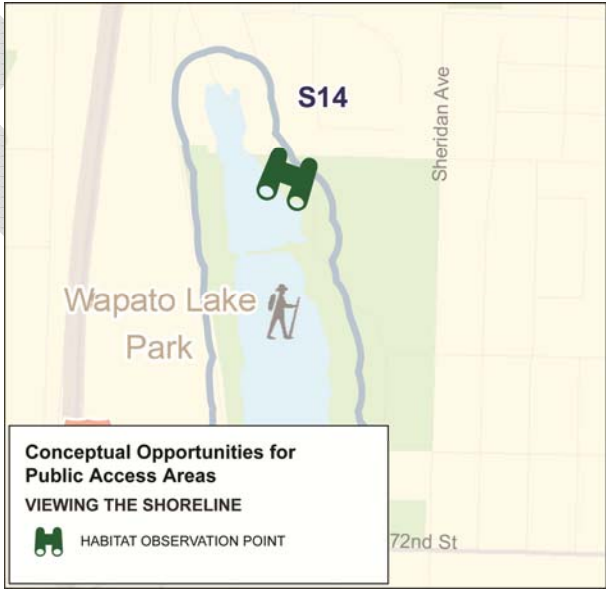 S14
Sheridan Ave
Wapato Lake
Park
Conceptual Opportunities for
Public Access Areas
VIEWING THE SHORELINE
HABITAT OBSERVATION POINT
72nd St